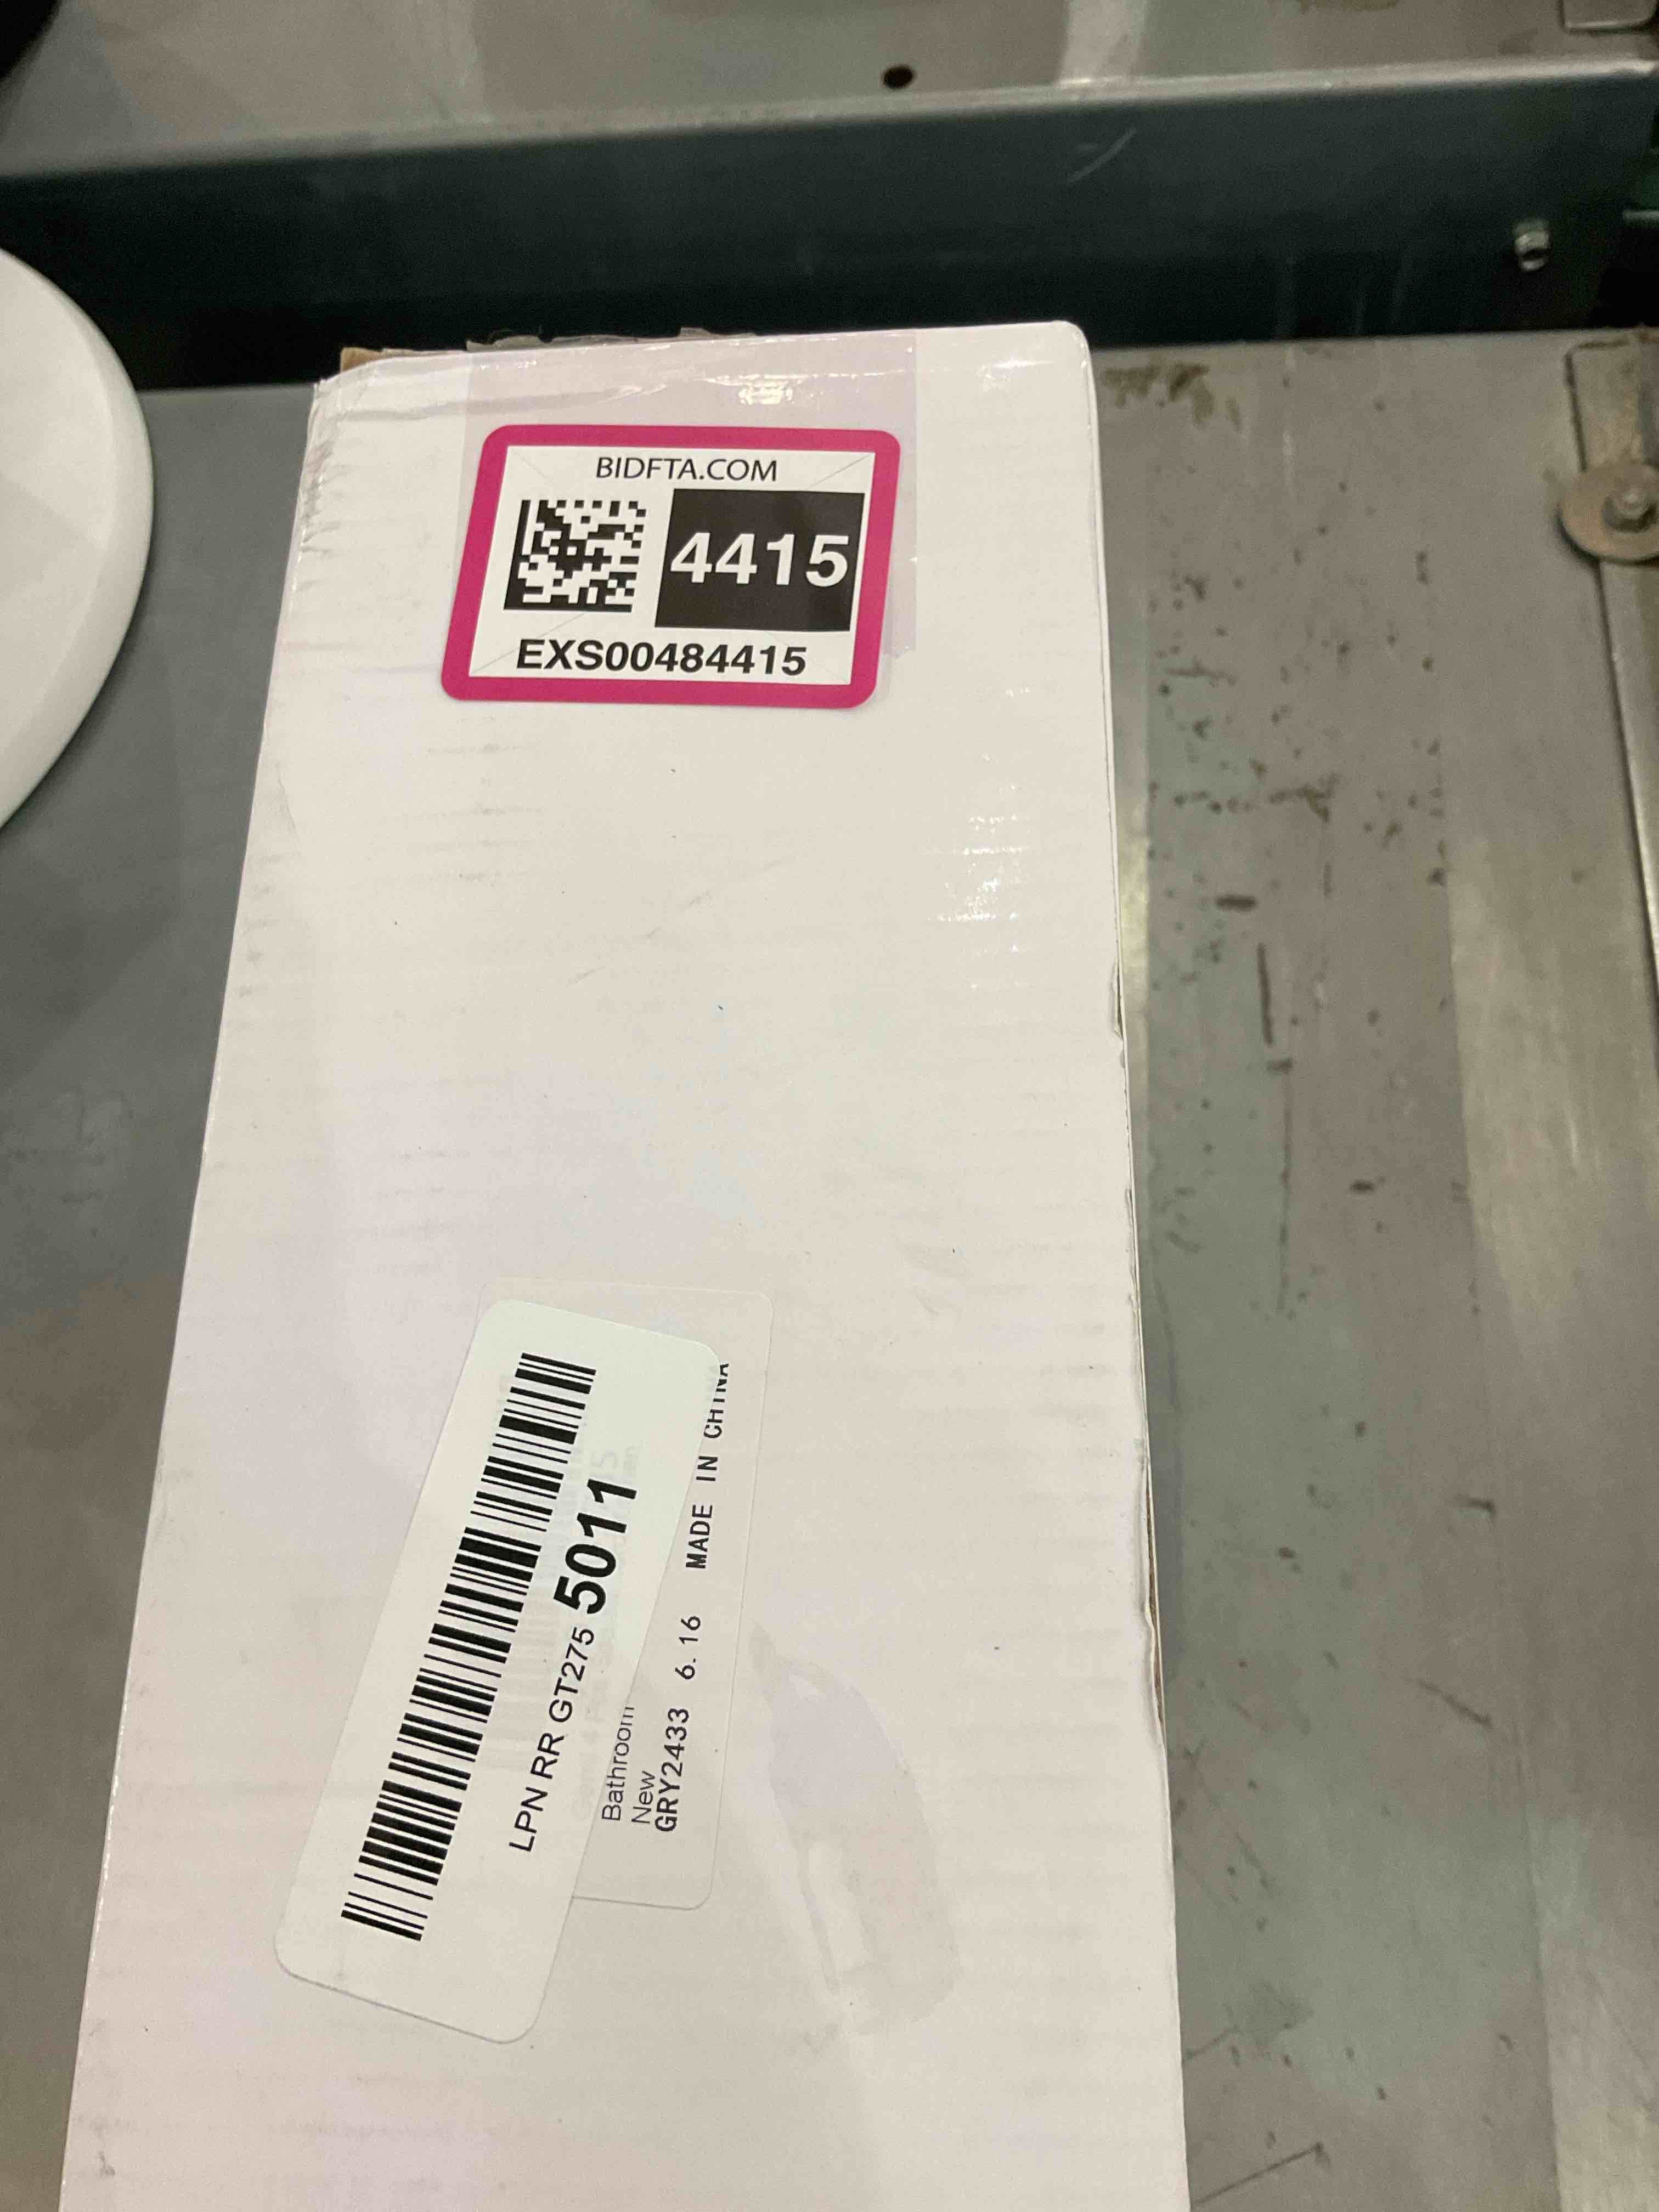 BIDFTA.COM
4415
EXS00484415
LPN RR GT275 5011
Bathroom
New
GRY2433 6.16 MADE IN CHINA